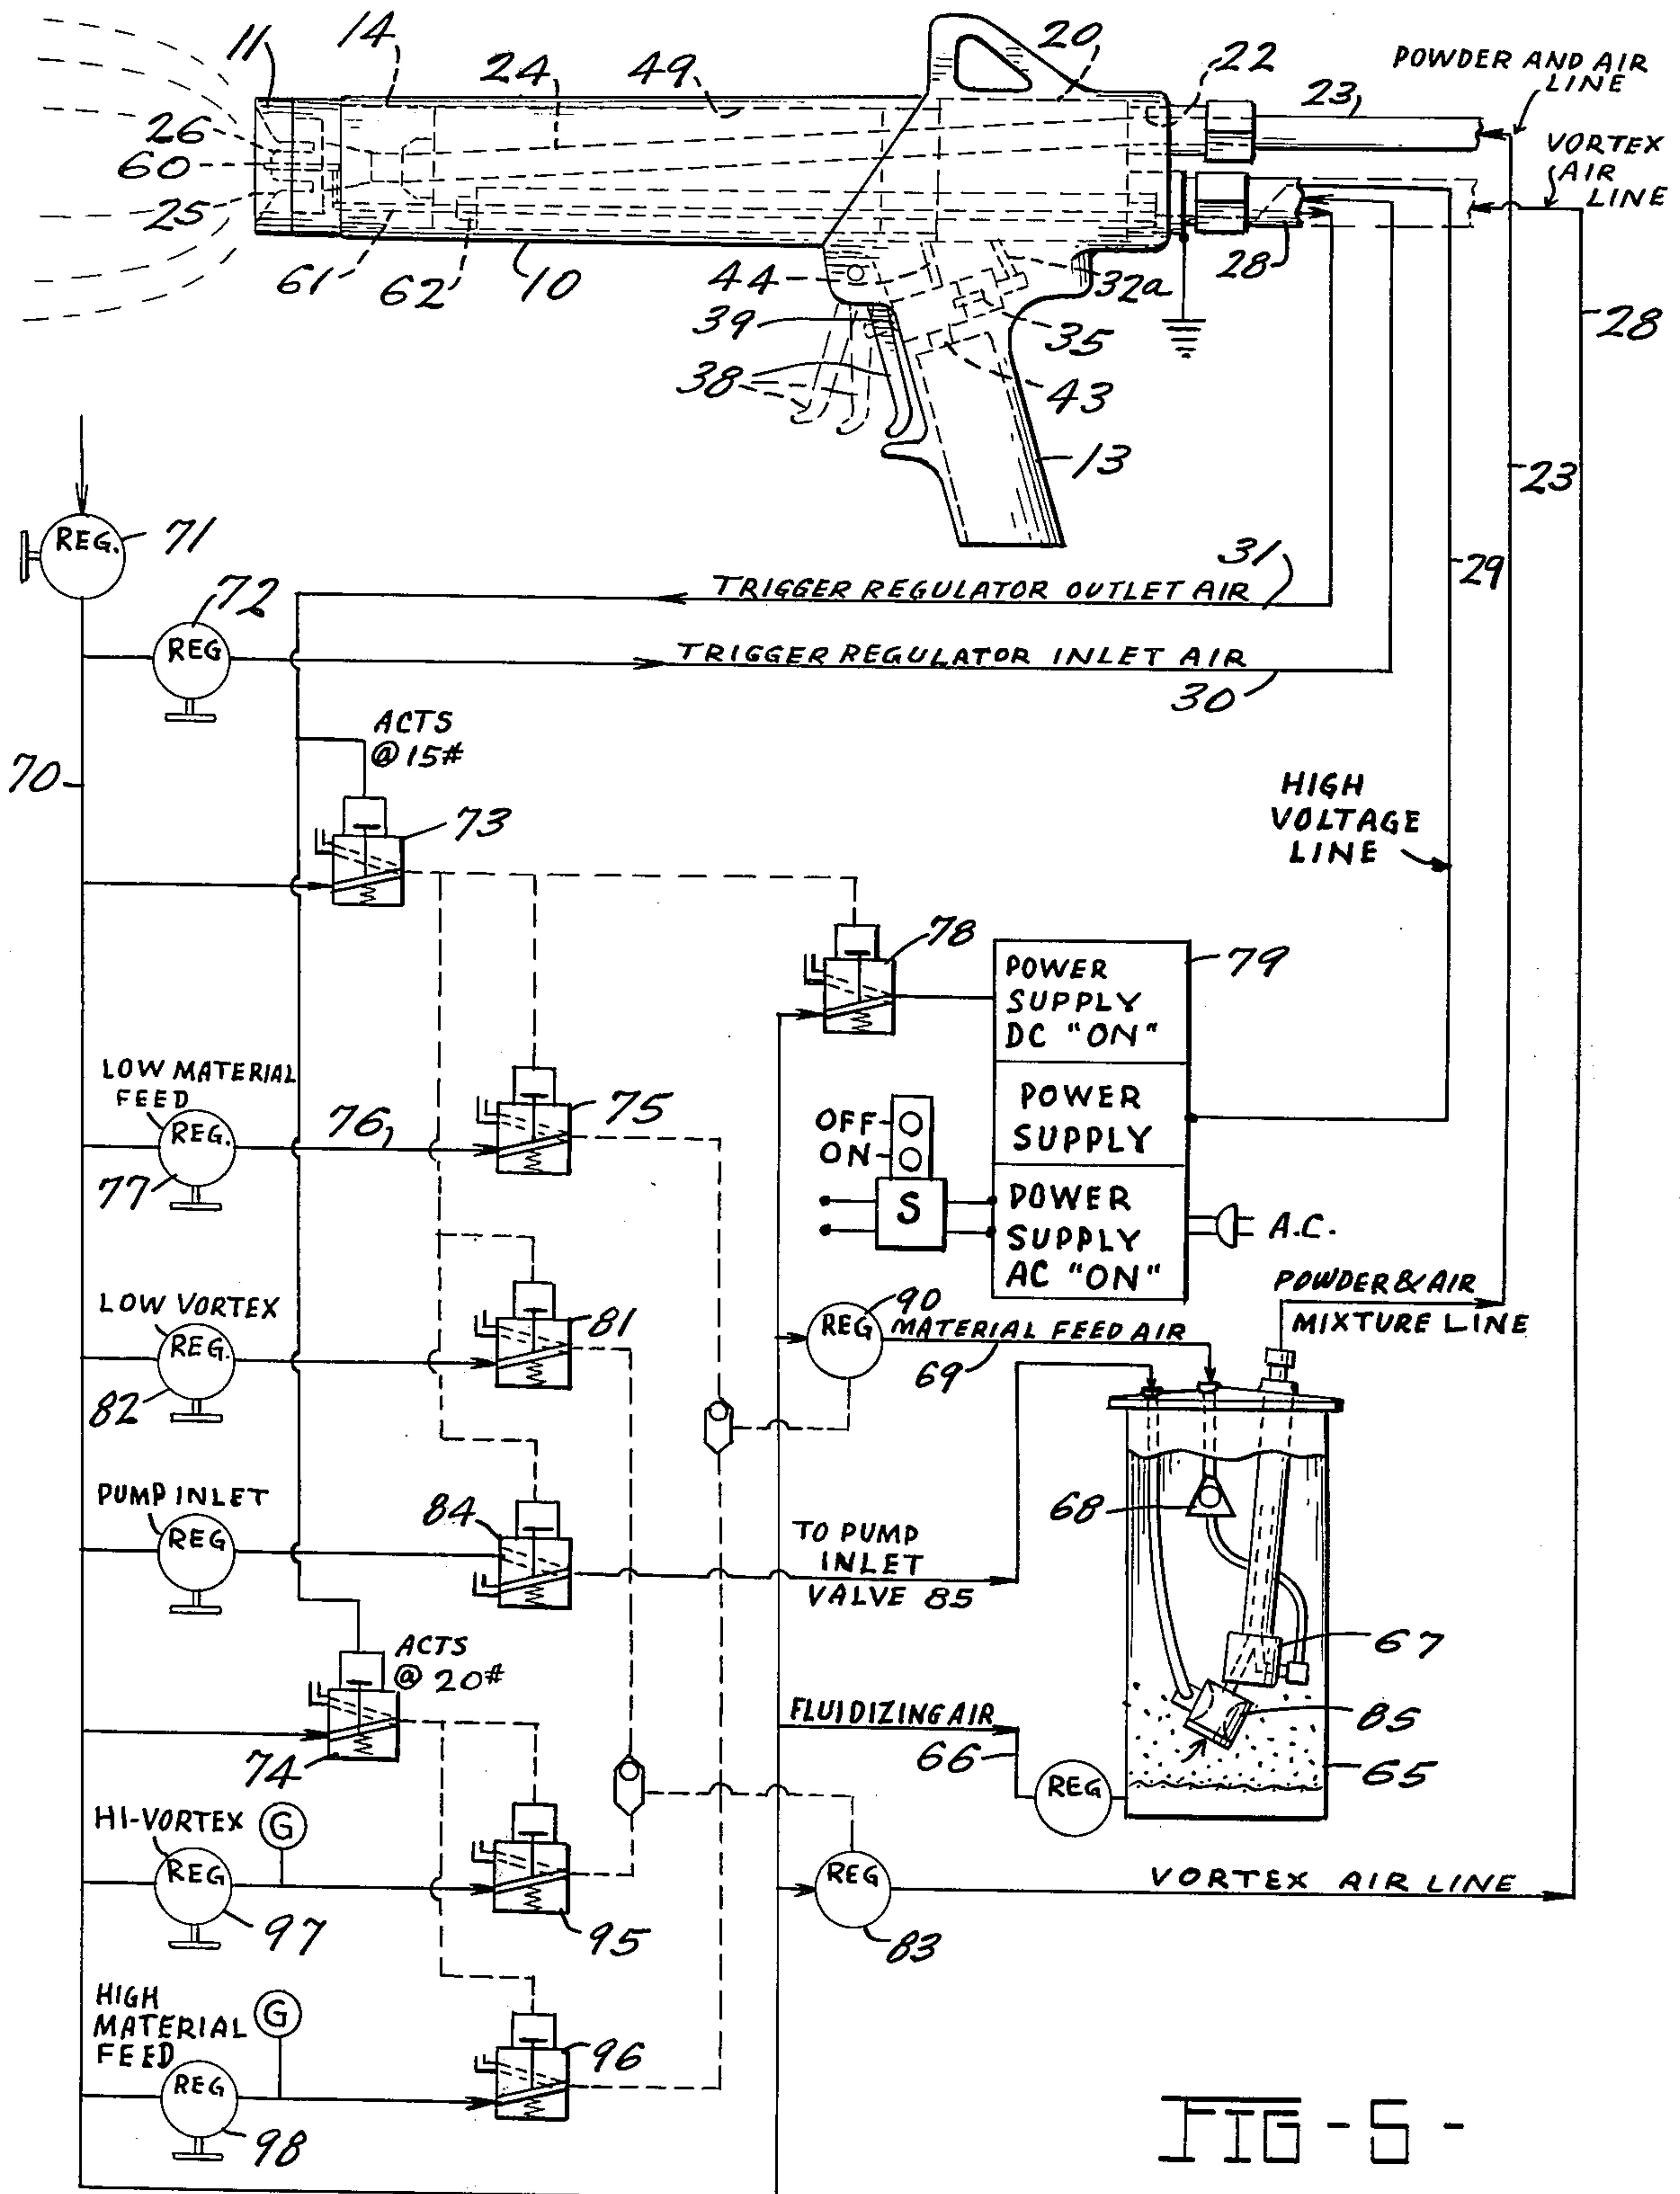 11
14
24
49
20
22
POWDER AND AIR
LINE
23
26
60
25
VORTEX
AIR
LINE
61
62
10
44
32a
28
39
35
28
38
43
13
23
REG.
71
31
29
TRIGGER REGULATOR OUTLET AIR
72
REG
TRIGGER REGULATOR INLET AIR
30
ACTS
@ 15#
70
73
HIGH
VOLTAGE
LINE
78
79
POWER
SUPPLY
DC "ON"
LOW MATERIAL
FEED
REG.
76
75
77
POWER
SUPPLY
OFF
ON
S
POWER
SUPPLY
AC "ON"
A.C.
LOW VORTEX
REG.
81
82
90
REG
MATERIAL FEED AIR
69
POWDER & AIR
MIXTURE LINE
PUMP INLET
REG
84
68
TO PUMP
INLET
VALVE 85
67
ACTS
@ 20#
74
FLUIDIZING AIR
66
REG
85
65
HI-VORTEX
G
REG
97
95
REG
83
VORTEX AIR LINE
HIGH
MATERIAL
FEED
G
REG
96
98
FIG-5-